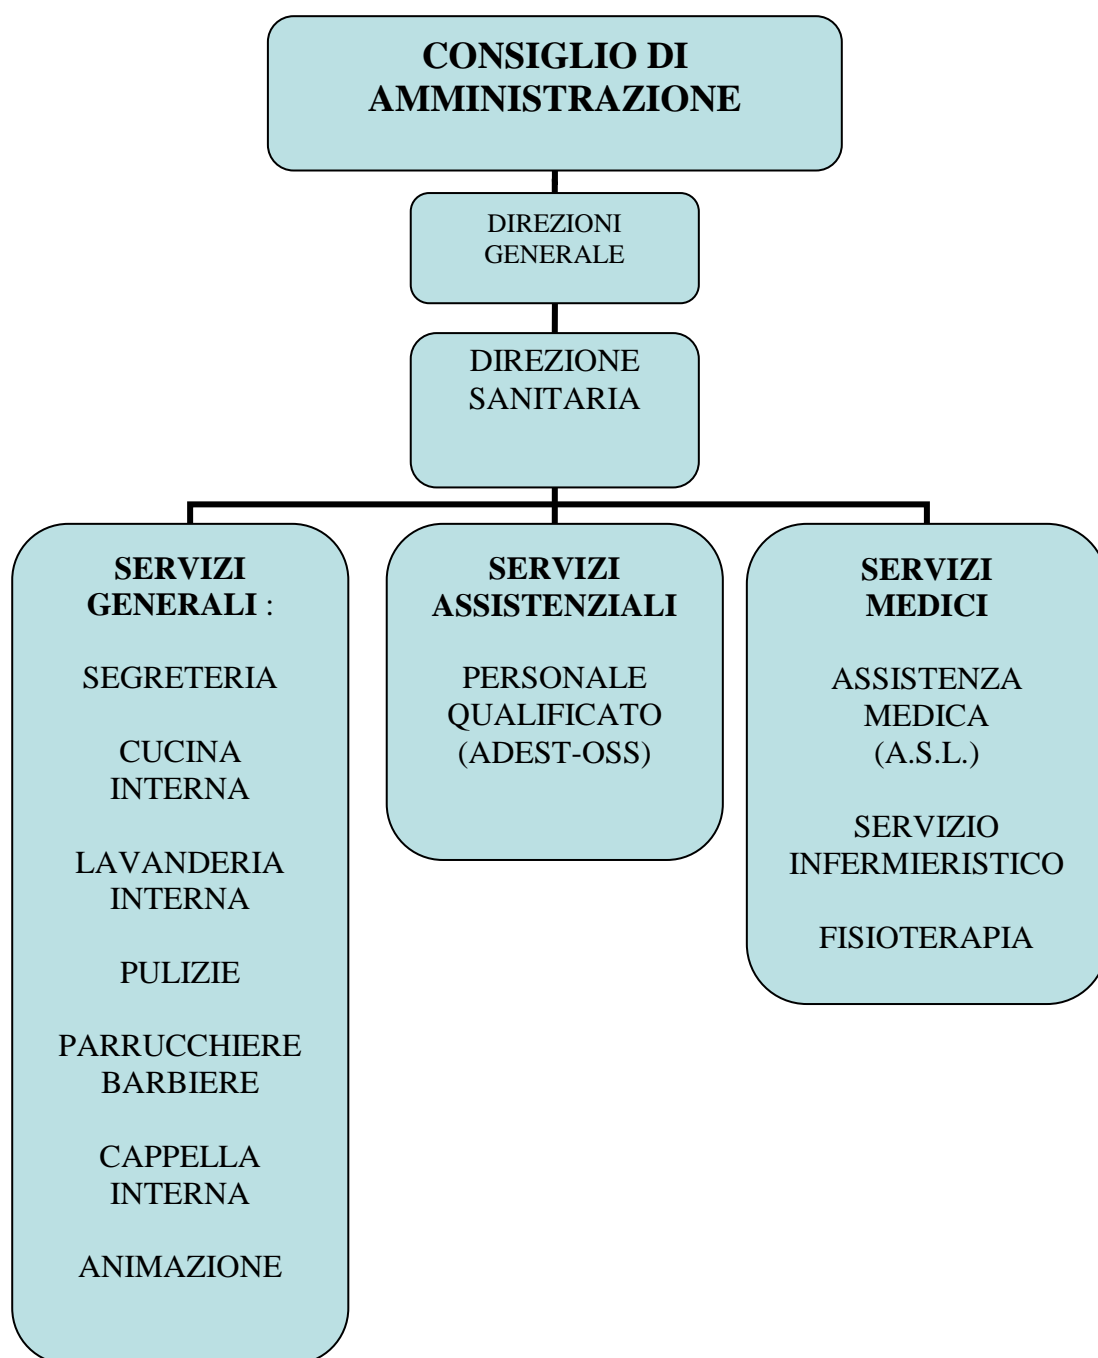 CONSIGLIO DI
AMMINISTRAZIONE
DIREZIONI
GENERALE
DIREZIONE
SANITARIA
SERVIZI
GENERALI :
SEGRETERIA
CUCINA
INTERNA
LAVANDERIA
INTERNA
PULIZIE
PARRUCCHIERE
BARBIERE
CAPPELLA
INTERNA
ANIMAZIONE
SERVIZI
ASSISTENZIALI
PERSONALE
QUALIFICATO
(ADEST-OSS)
SERVIZI
MEDICI
ASSISTENZA
MEDICA
(A.S.L.)
SERVIZIO
INFERMIERISTICO
FISIOTERAPIA